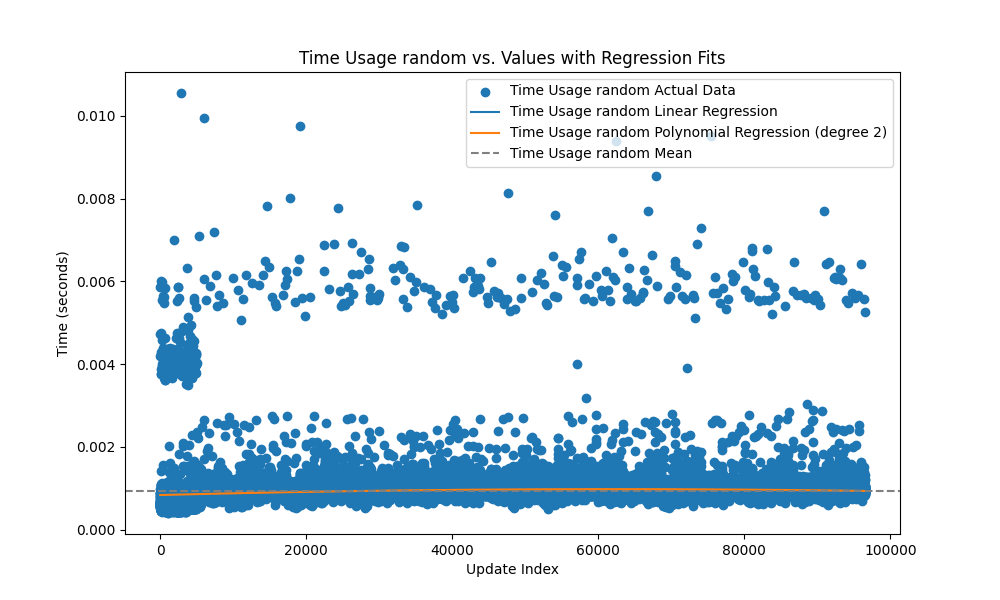 Time Usage random vs. Values with Regression Fits
Time Usage random Actual Data
Time Usage random Linear Regression
Time Usage random Polynomial Regression (degree 2)
Time Usage random Mean
Time (seconds)
0.010
0.008
0.006
0.004
0.002
0.000
0
20000
40000
60000
80000
100000
Update Index